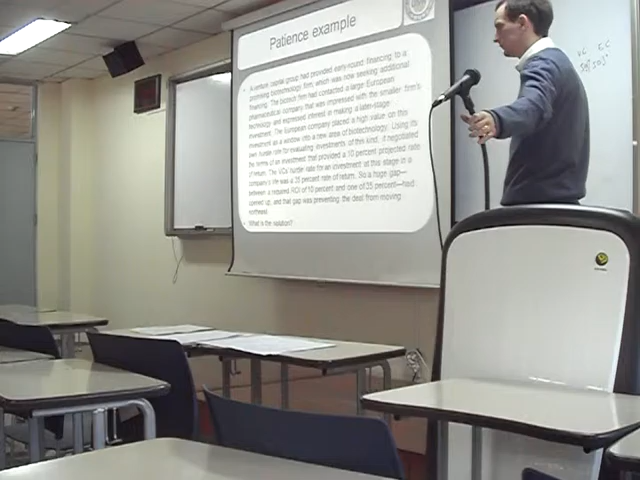 Patience example
A venture capital group had provided early-round financing to a
promising biotechnology firm, which was now seeking additional
financing. The biotech firm had contacted a large European
pharmaceutical company that was impressed with the smaller firm's
technology and expressed interest in making a later-stage
investment. The European company placed a high value on this
investment as a window into a new area of biotechnology. Using its
own hurdle rate for evaluating investments of this kind, it negotiated
the terms of an investment that provided a 10 percent projected rate
of return. The VCs' hurdle rate for an investment at this stage in a
company's life was a 35 percent rate of return. So a huge gap—
between a required ROI of 10 percent and one of 35 percent—had
opened up, and that gap was preventing the deal from moving
What is the solution?